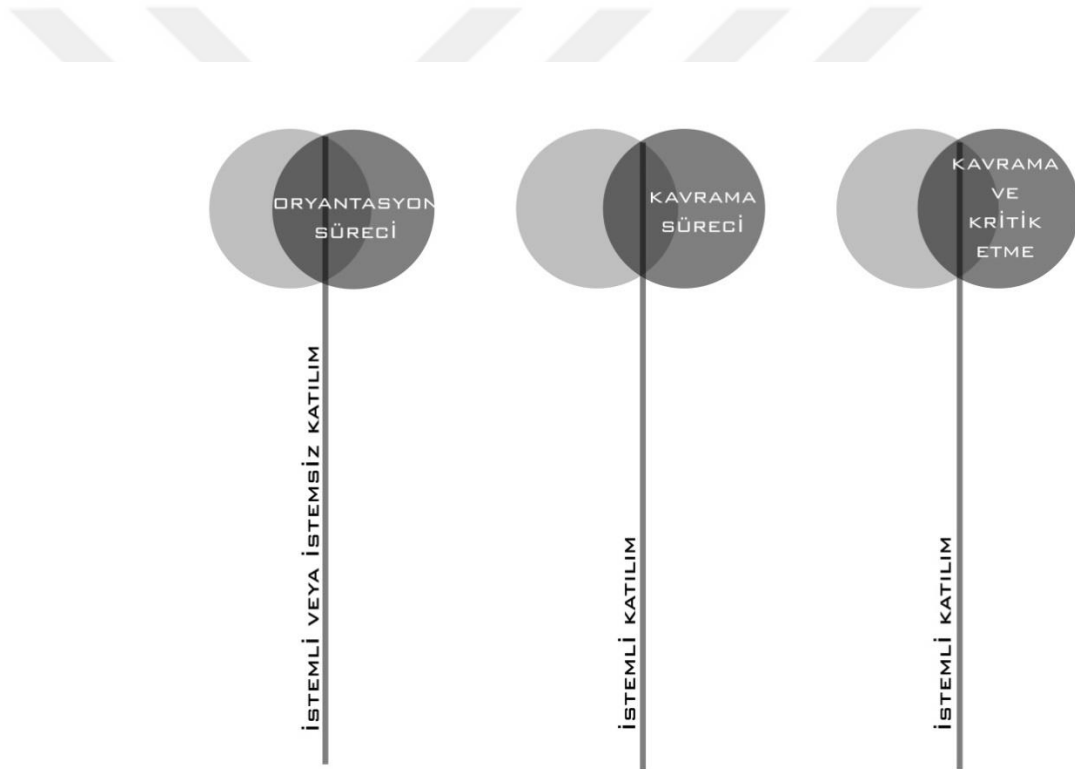 ORYANTASYON
SÜRECİ
KAVRAMA
SÜRECİ
KAVRAMA
VE
KRİTİK
ETME
İSTEMLİ VEYA İSTEMSİZ KATILIM
İSTEMLİ KATILIM
İSTEMLİ KATILIM